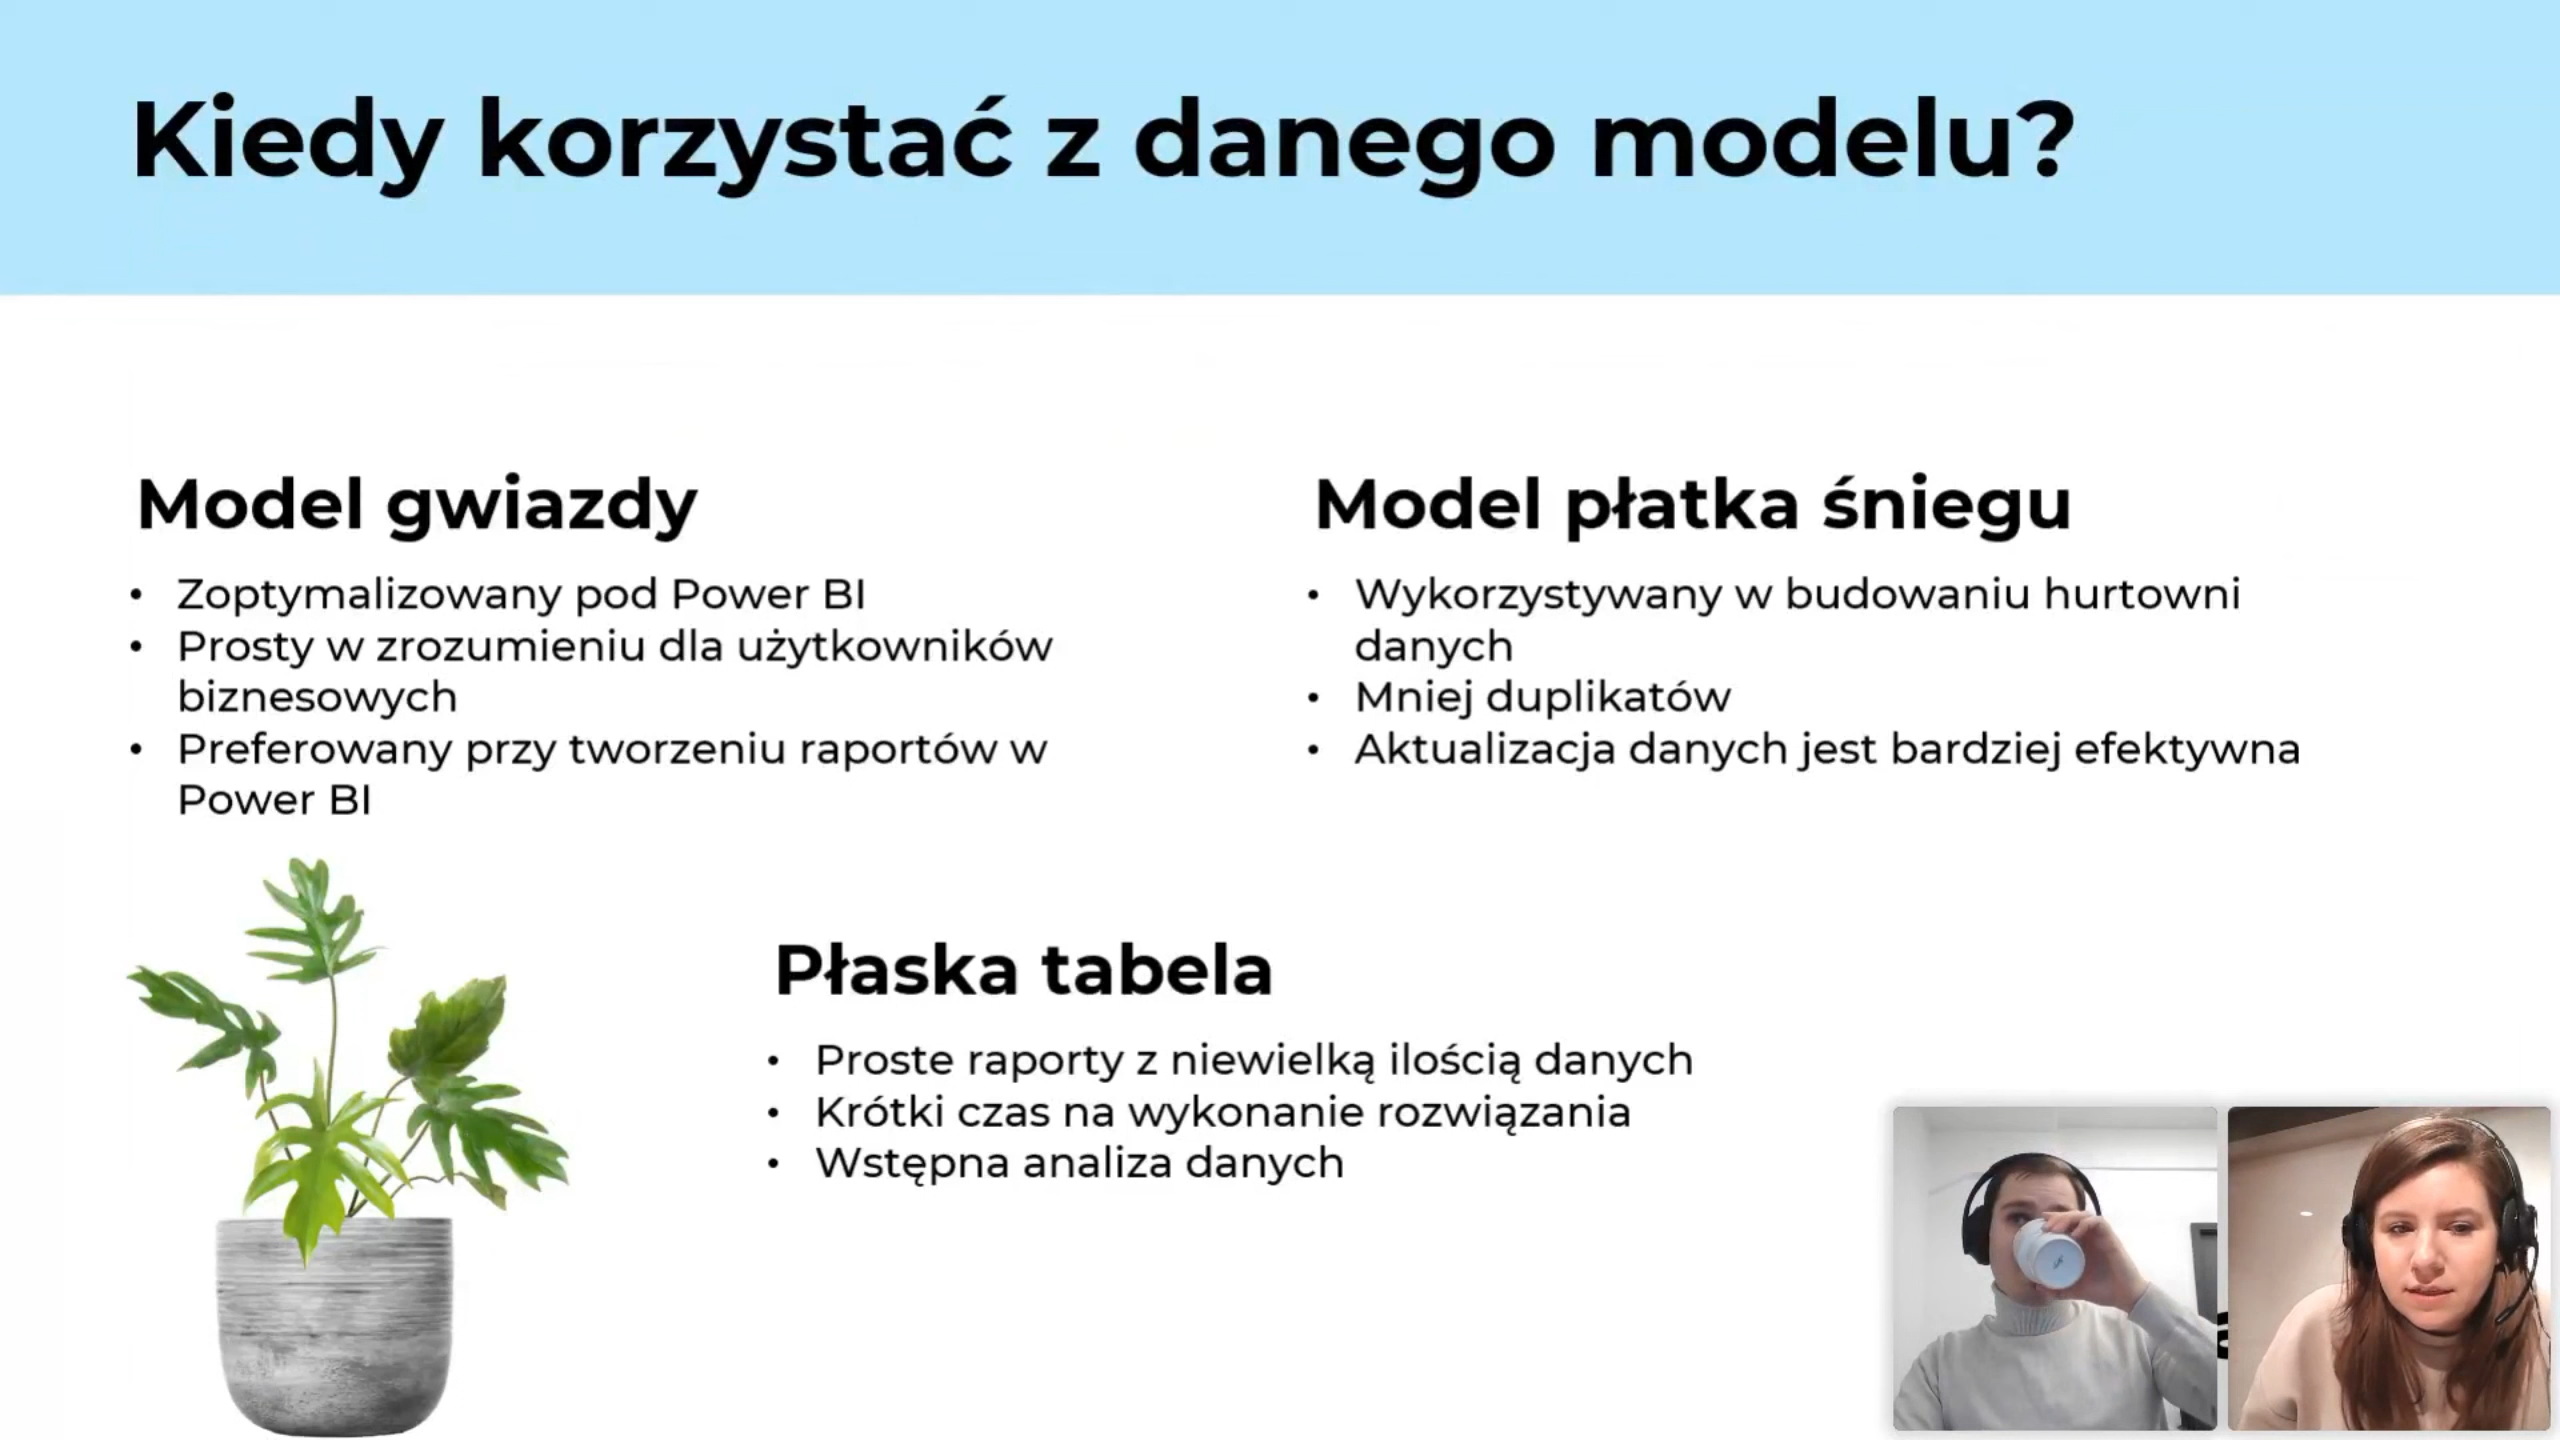 Kiedy korzystać z danego modelu?
Model gwiazdy
• Zoptymalizowany pod Power BI
• Prosty w zrozumieniu dla użytkowników
biznesowych
• Preferowany przy tworzeniu raportów w
Power BI
Model płatka śniegu
• Wykorzystywany w budowaniu hurtowni
danych
• Mniej duplikatów
• Aktualizacja danych jest bardziej efektywna
Płaska tabela
• Proste raporty z niewielką ilością danych
• Krótki czas na wykonanie rozwiązania
• Wstępna analiza danych